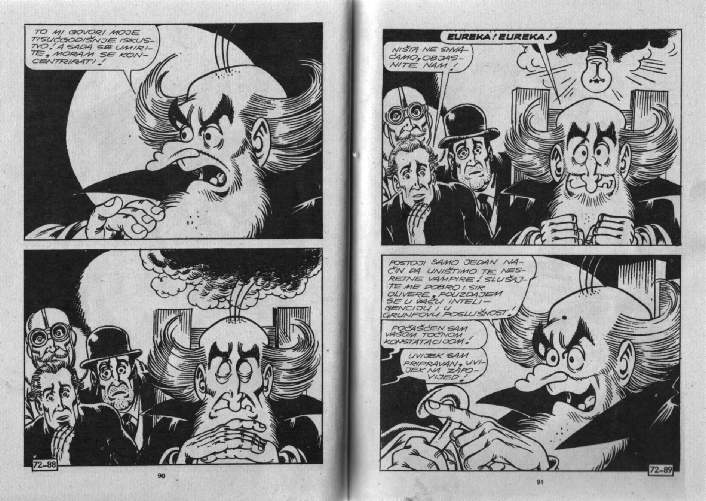 TO MI GOVORI MOJE
TISUĆGODIŠNJE ISKUS-
TVO! A SADA SE UMIRI-
TE, MORAM SE KON-
CENTRIRATI!
72-88
90
EUREKA! EUREKA!
NIŠTA NE SHVA-
ĆAMO, OBJAS-
NITE NAM!
POSTOJI SAMO JEDAN NA-
ČIN DA UNIŠTIMO TE NES-
RETNE VAMPIRE! SLUŠAJ-
TE ME DOBRO! SIR
OLIVERE, POUZDAJEM
SE U VAŠU INTELI-
GENCIJU I U
GRUNFOVU POSLUŠNOST!
POČAŠĆEN SAM
VAŠOM TOČNOM
KONSTATACIJOM!
UVIJEK SAM
PRIPRAVAN, UVI-
JEK NA ZAPO-
VIJED!
72-89
91